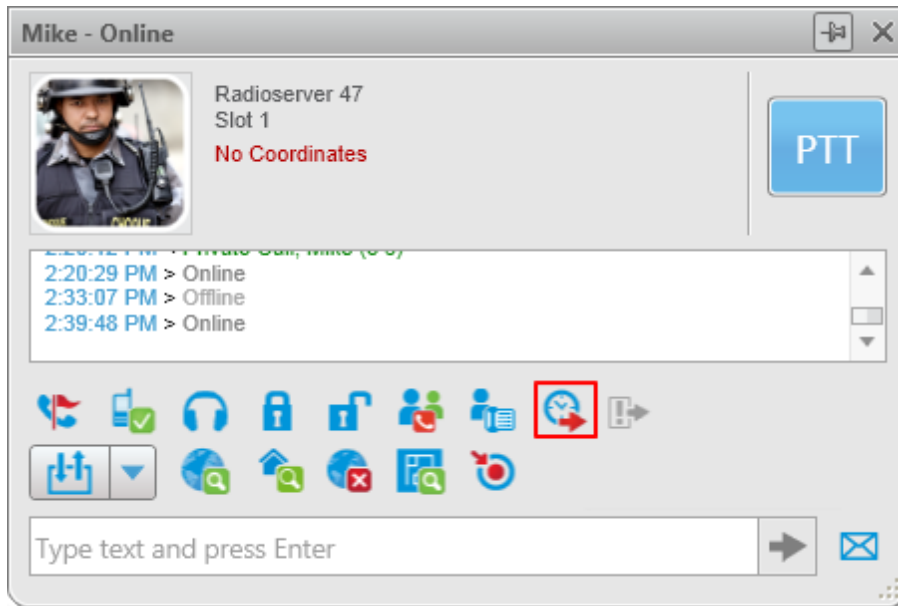 Mike - Online
Radioserver 47
Slot 1
No Coordinates
PTT
2:20:29 PM > Online
2:33:07 PM > Offline
2:39:48 PM > Online
Type text and press Enter